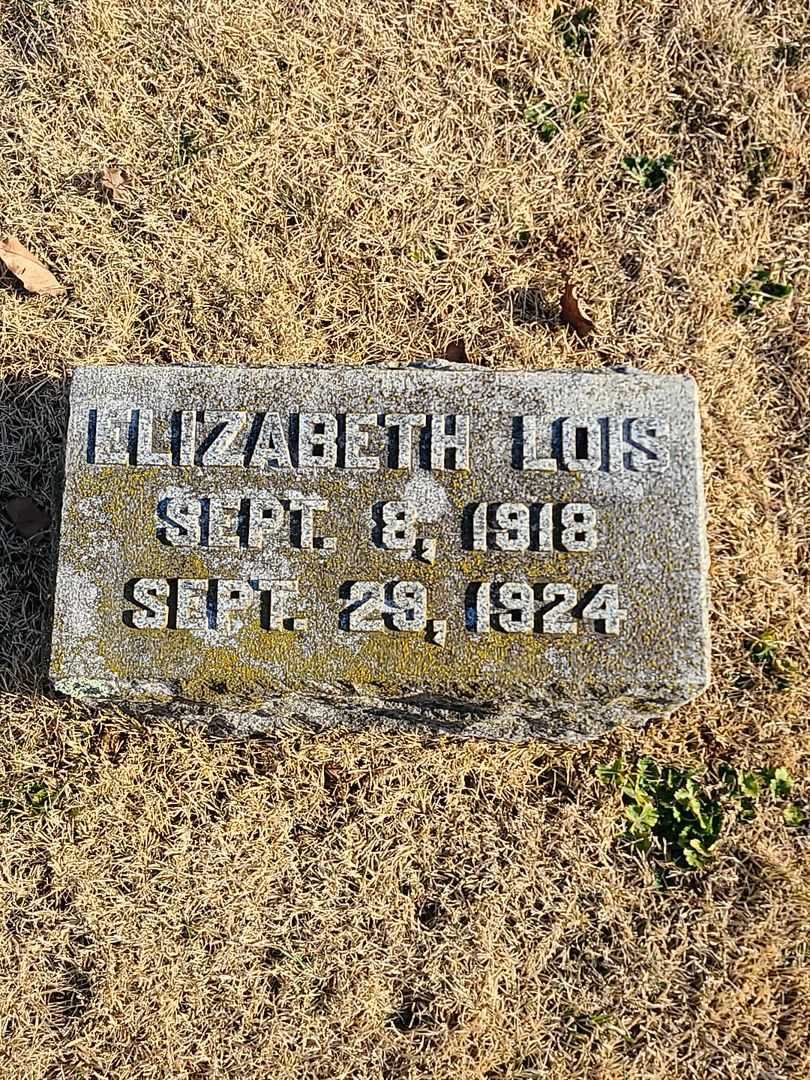 ELIZABETH LOIS
SEPT. 8, 1918
SEPT. 29, 1924